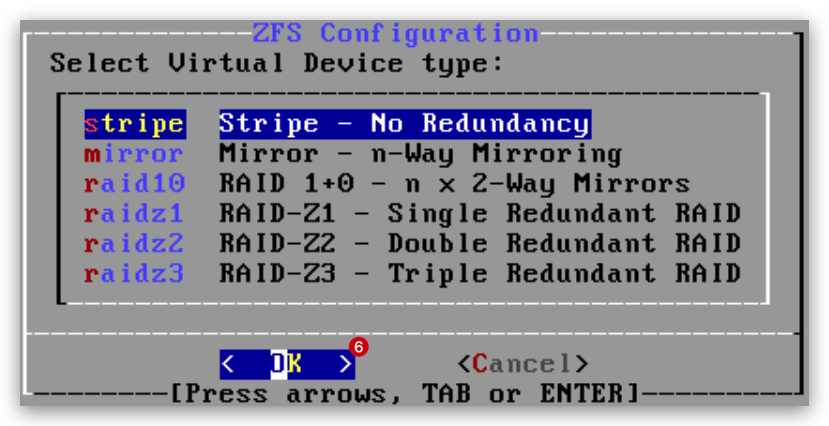 ZFS Configuration
Select Virtual Device type:
stripe Stripe - No Redundancy
mirror Mirror - n-Way Mirroring
raid10 RAID 1+0 - n x 2-Way Mirrors
raidz1 RAID-Z1 - Single Redundant RAID
raidz2 RAID-Z2 - Double Redundant RAID
raidz3 RAID-Z3 - Triple Redundant RAID
< OK > 6 <Cancel>
[Press arrows, TAB or ENTER]